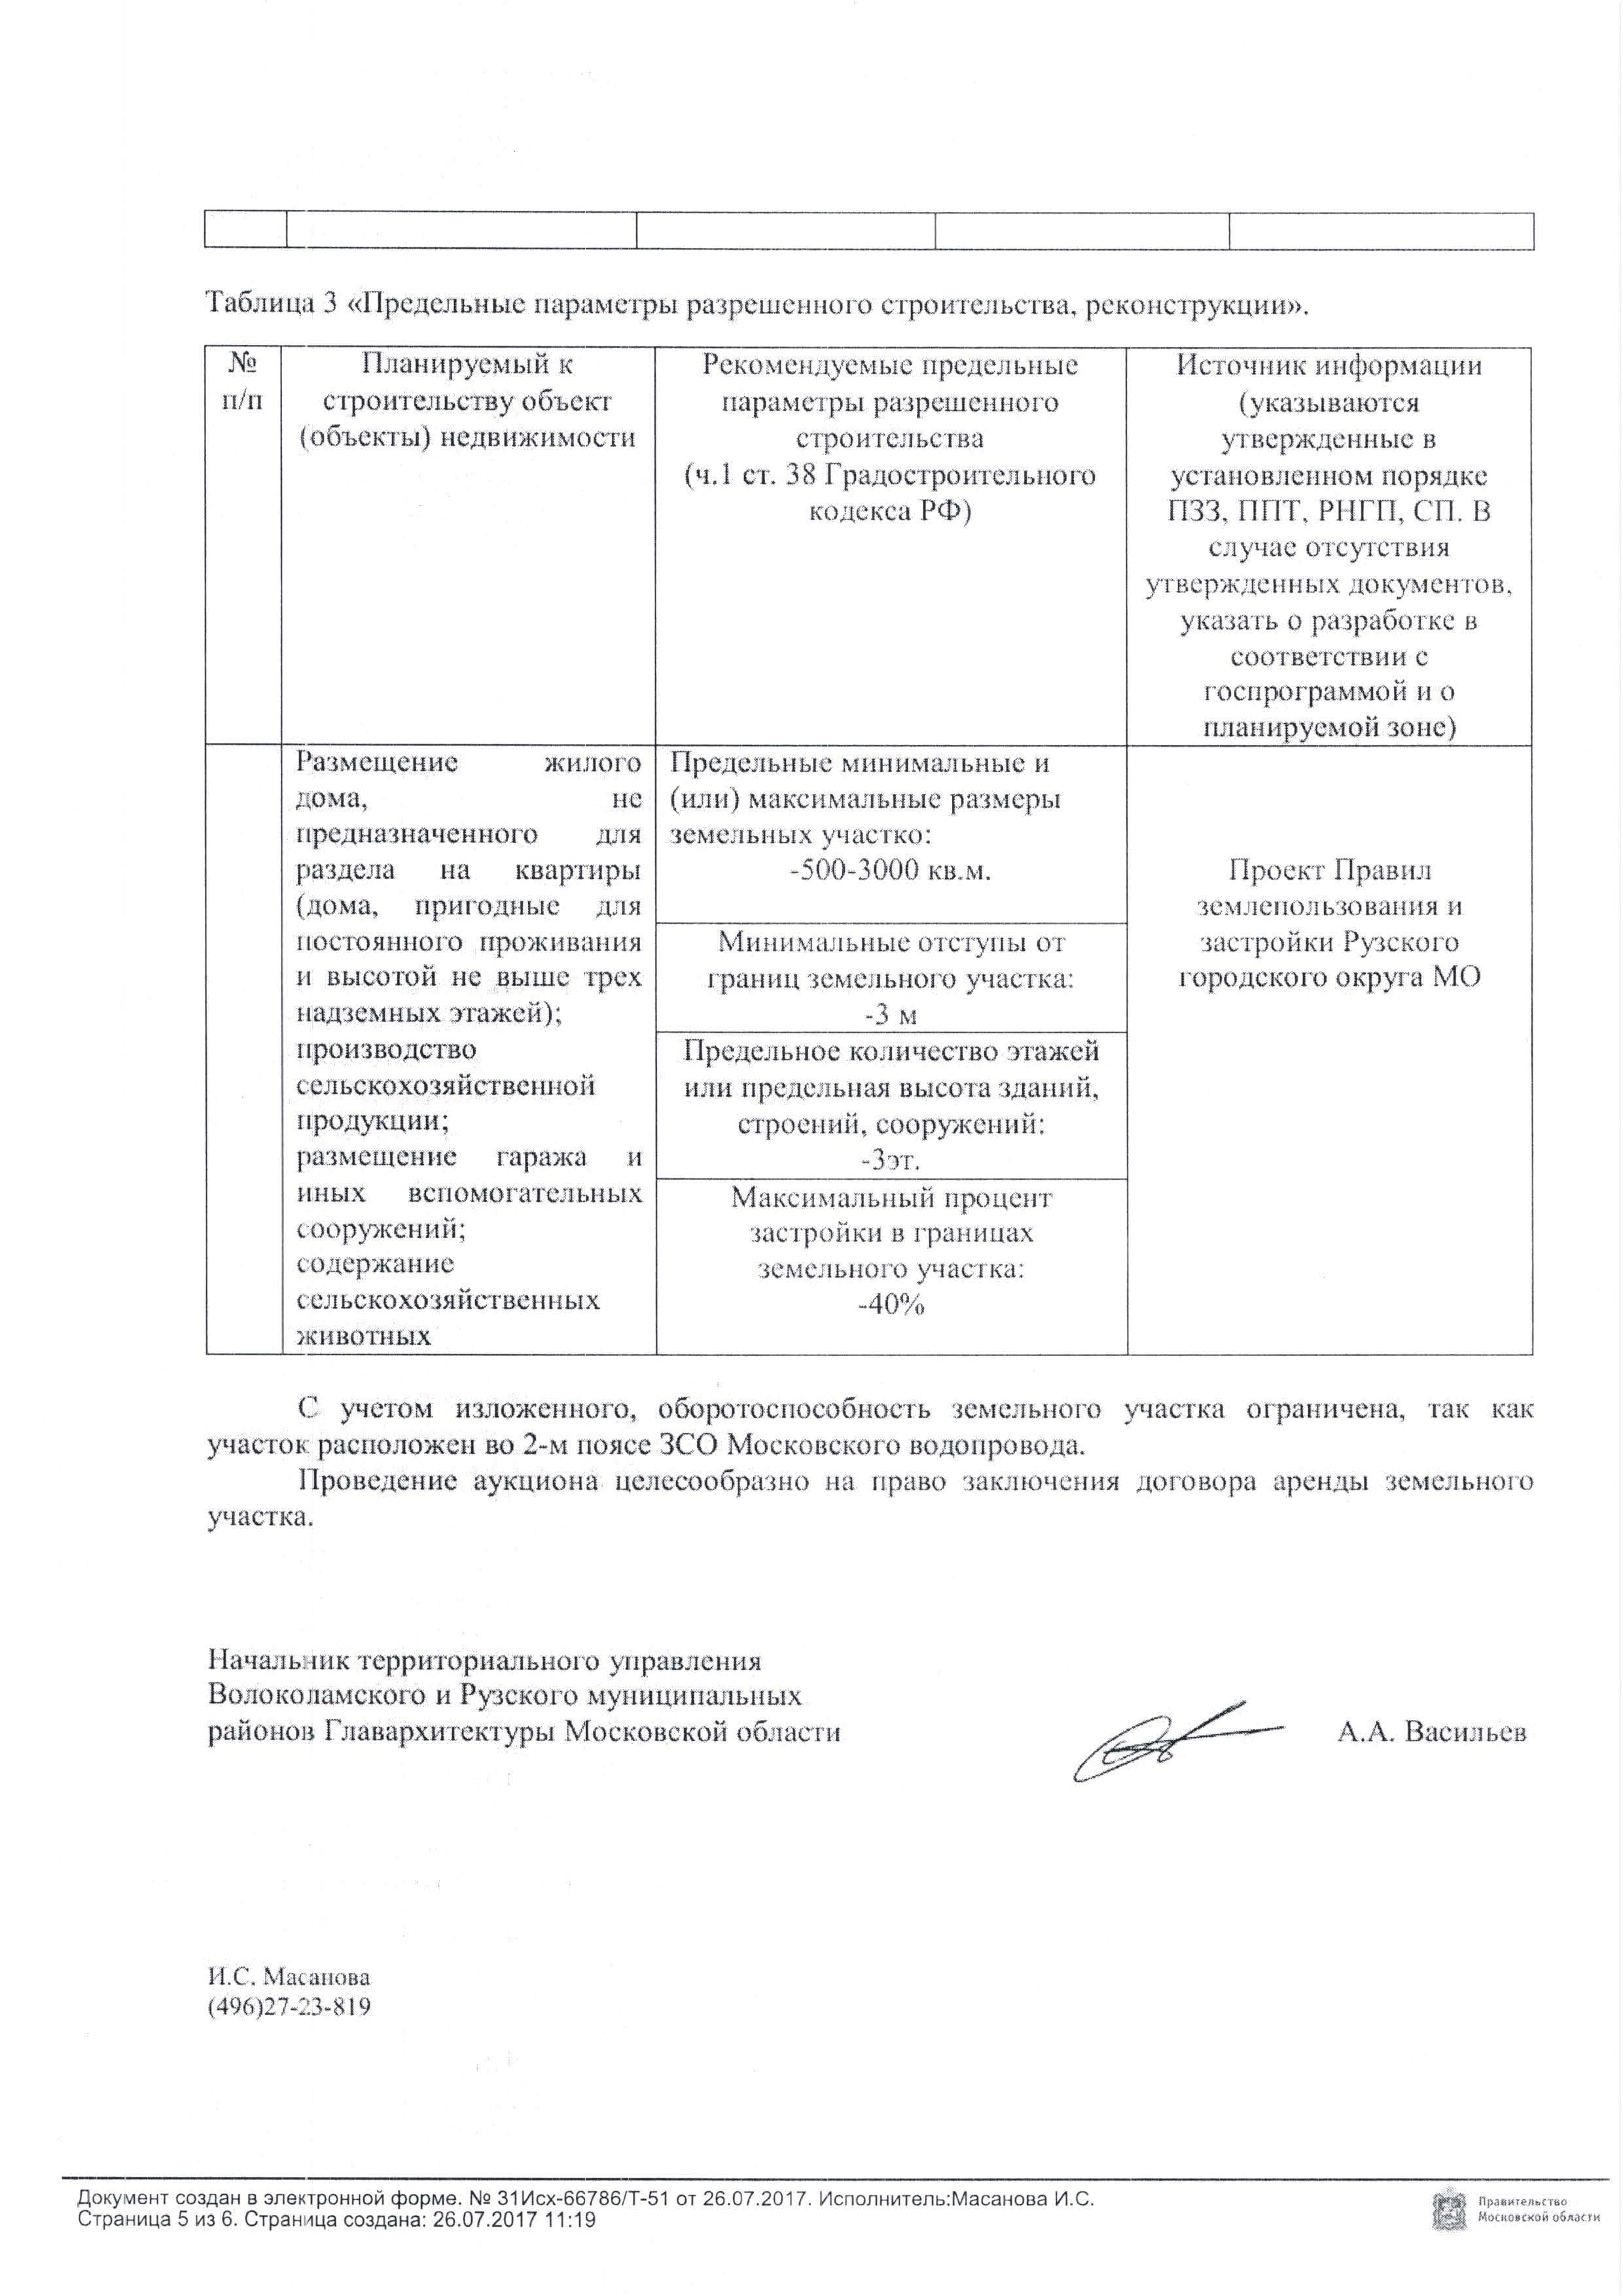 Таблица 3 «Предельные параметры разрешенного строительства, реконструкции».
№
п/п
Планируемый к
строительству объект
(объекты) недвижимости
Рекомендуемые предельные
параметры разрешенного
строительства
(ч.1 ст. 38 Градостроительного
кодекса РФ)
Источник информации
(указываются
утвержденные в
установленном порядке
ПЗЗ, ППТ, РНГП, СП. В
случае отсутствия
утвержденных документов,
указать о разработке в
соответствии с
госпрограммой и о
планируемой зоне)
Размещение жилого
дома, не
предназначенного для
раздела на квартиры
(дома, пригодные для
постоянного проживания
и высотой не выше трех
надземных этажей);
производство
сельскохозяйственной
продукции;
размещение гаража и
иных вспомогательных
сооружений;
содержание
сельскохозяйственных
животных
Предельные минимальные и
(или) максимальные размеры
земельных участко:
-500-3000 кв.м.
Минимальные отступы от
границ земельного участка:
-3 м
Предельное количество этажей
или предельная высота зданий,
строений, сооружений:
-3эт.
Максимальный процент
застройки в границах
земельного участка:
-40%
Проект Правил
землепользования и
застройки Рузского
городского округа МО
С учетом изложенного, оборотоспособность земельного участка ограничена, так как
участок расположен во 2-м поясе ЗСО Московского водопровода.
Проведение аукциона целесообразно на право заключения договора аренды земельного
участка.
Начальник территориального управления
Волоколамского и Рузского муниципальных
районов Главархитектуры Московской области
А.А. Васильев
И.С. Масанова
(496)27-23-819
Документ создан в электронной форме. № 31Исх-66786/Т-51 от 26.07.2017. Исполнитель:Масанова И.С.
Страница 5 из 6. Страница создана: 26.07.2017 11:19
Правительство
Московской области